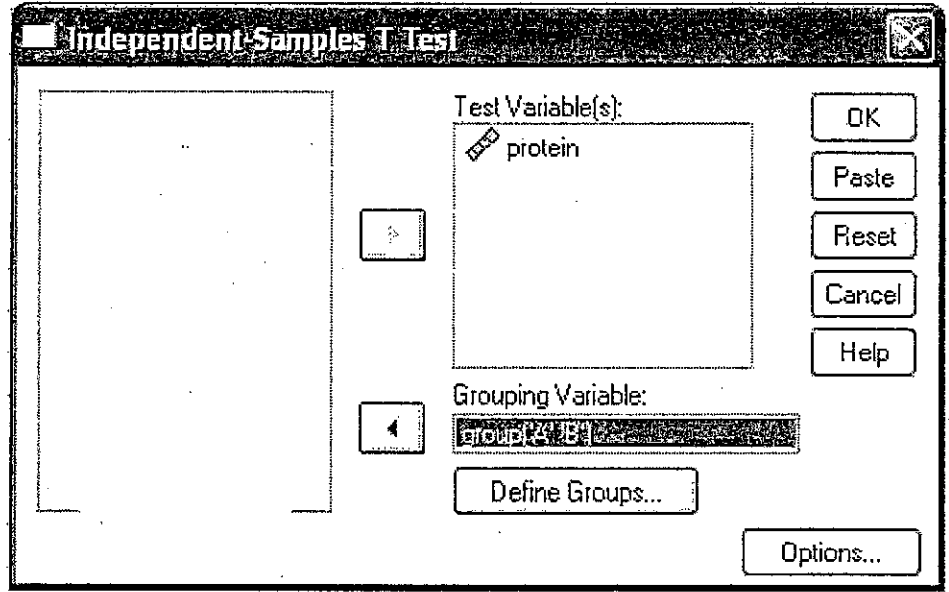 Independent-Samples T Test
Test Variable(s):
protein
OK
Paste
Reset
Cancel
Help
Grouping Variable:
group('A' 'B')
Define Groups...
Options...